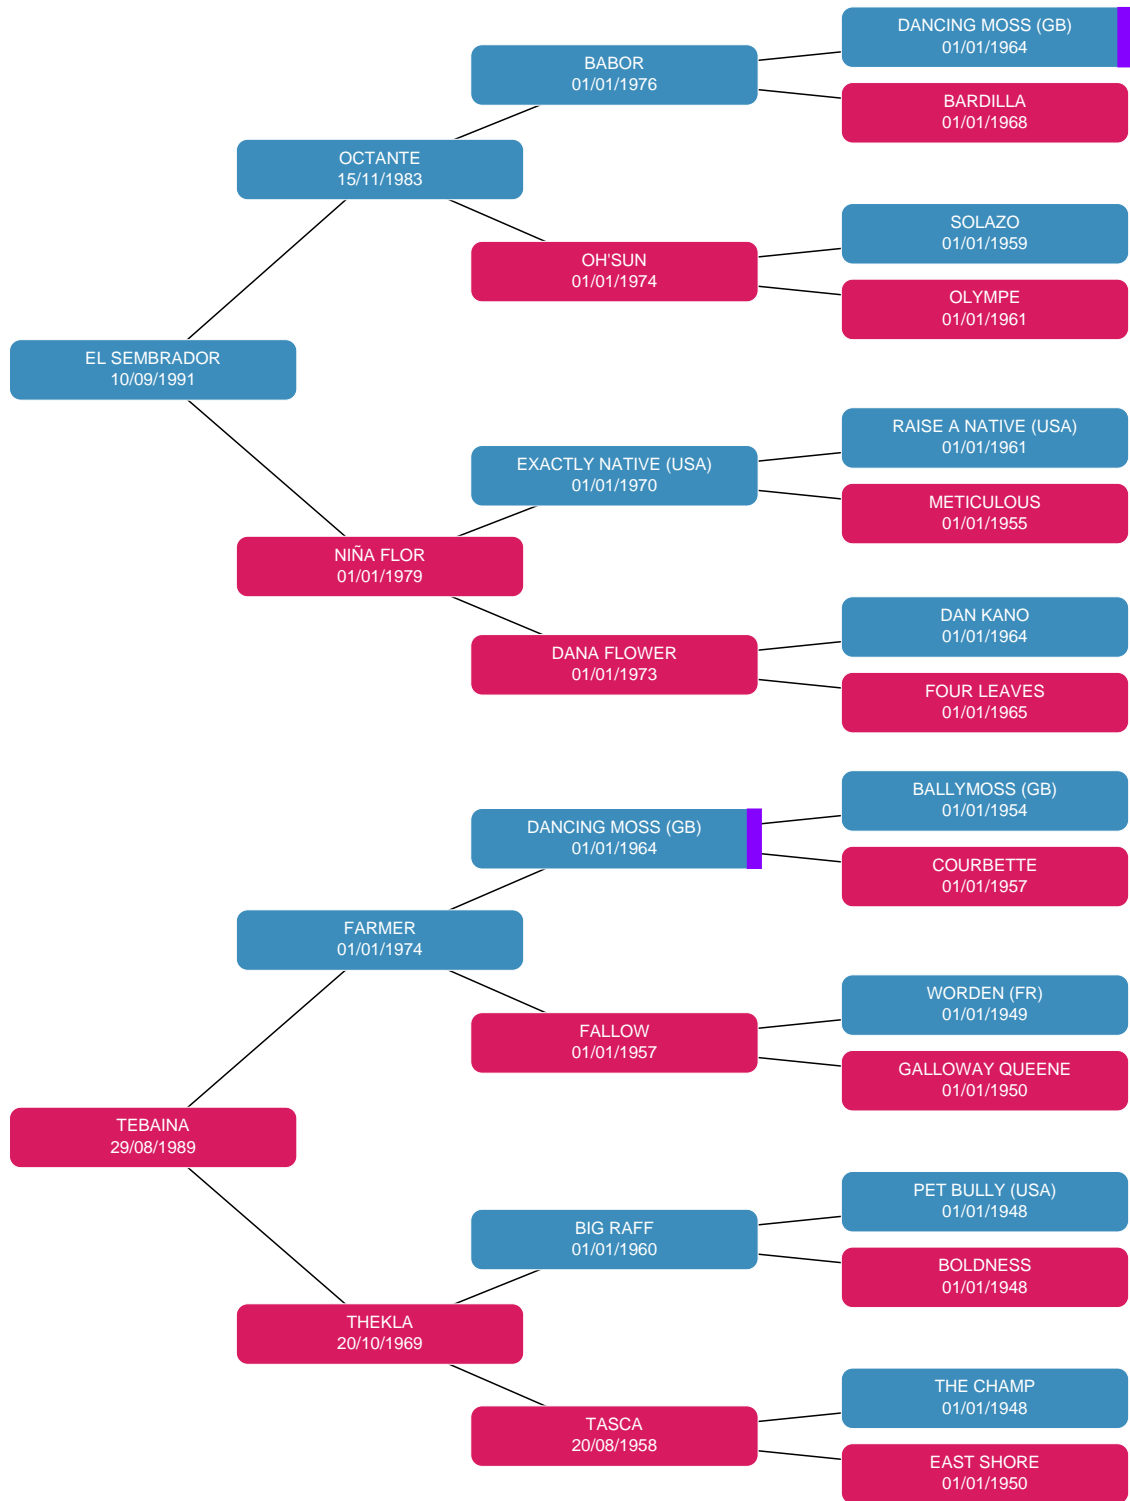 DANCING MOSS (GB)
01/01/1964
BABOR
01/01/1976
BARDILLA
01/01/1968
OCTANTE
15/11/1983
SOLAZO
01/01/1959
OH'SUN
01/01/1974
OLYMPE
01/01/1961
EL SEMBRADOR
10/09/1991
RAISE A NATIVE (USA)
01/01/1961
EXACTLY NATIVE (USA)
01/01/1970
METICULOUS
01/01/1955
NIÑA FLOR
01/01/1979
DAN KANO
01/01/1964
DANA FLOWER
01/01/1973
FOUR LEAVES
01/01/1965
BALLYMOSS (GB)
01/01/1954
DANCING MOSS (GB)
01/01/1964
COURBETTE
01/01/1957
FARMER
01/01/1974
WORDEN (FR)
01/01/1949
FALLOW
01/01/1957
GALLOWAY QUEENE
01/01/1950
TEBAINA
29/08/1989
PET BULLY (USA)
01/01/1948
BIG RAFF
01/01/1960
BOLDNESS
01/01/1948
THEKLA
20/10/1969
THE CHAMP
01/01/1948
TASCA
20/08/1958
EAST SHORE
01/01/1950